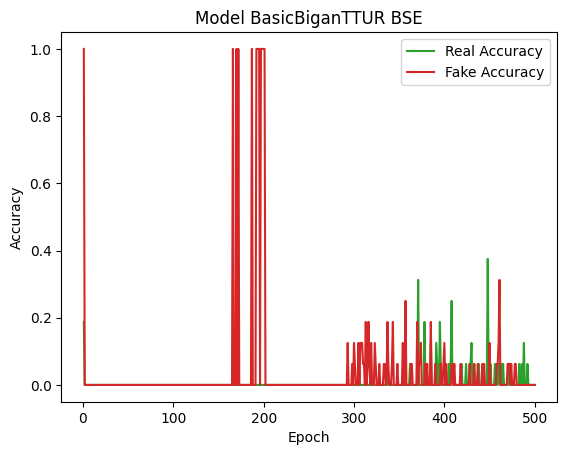 Model BasicBiganTTUR BSE
Real Accuracy
Fake Accuracy
Accuracy
1.0
0.8
0.6
0.4
0.2
0.0
0 100 200 300 400 500
Epoch